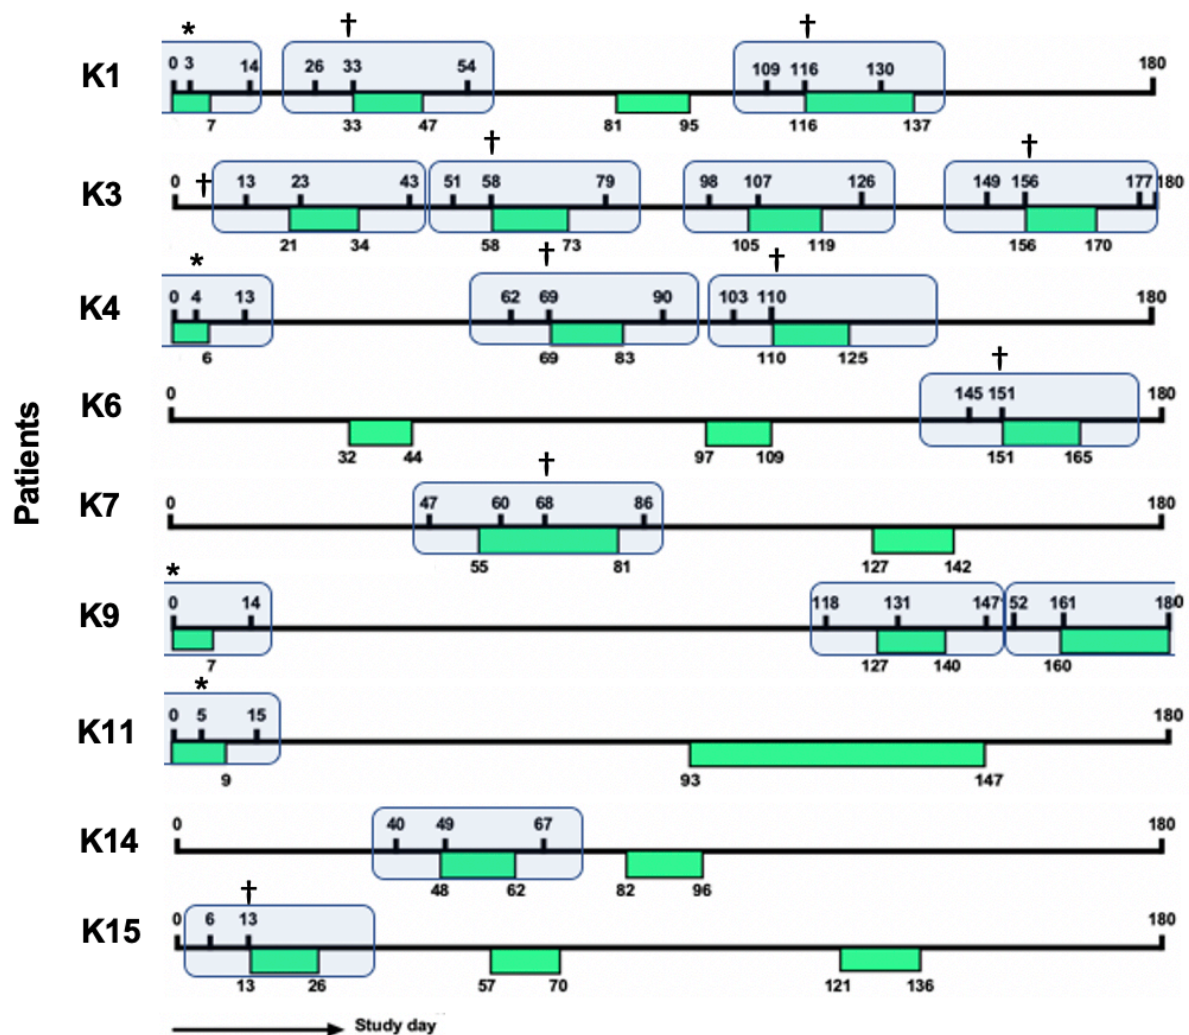 *
†
†
K1
0 3 14 26 33 54 109 116 130 180
7 33 47 81 95 116 137
†
†
K3
0 † 13 23 43 51 58 79 98 107 126 149 156 177 180
21 34 58 73 105 119 156 170
*
†
†
K4
0 4 13 62 69 90 103 110 180
6 69 83 110 125
†
K6
0 145 151 180
32 44 97 109 151 165
†
K7
0 47 60 68 86 180
55 81 127 142
*
K9
0 14 118 131 147 52 161 180
7 127 140 160
*
K11
0 5 15 180
9 93 147
K14
0 40 49 67 180
48 62 82 96
†
K15
0 6 13 180
13 26 57 70 121 136
Patients
Study day